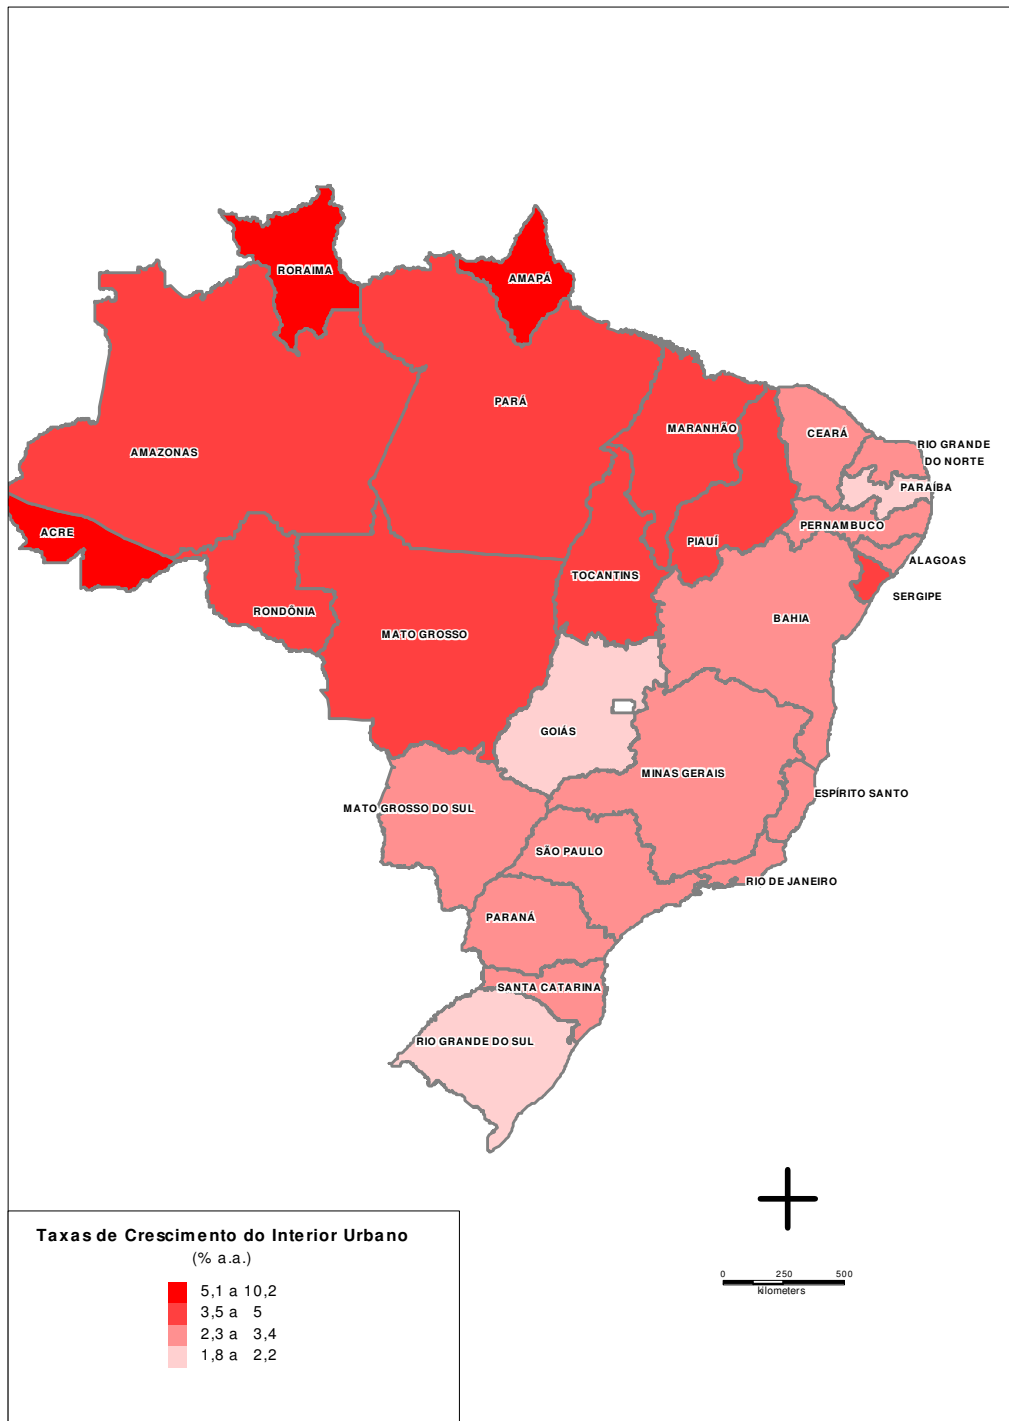 RORAIMA
AMAPÁ
PARÁ
MARANHÃO
CEARÁ
RIO GRANDE
DO NORTE
AMAZONAS
PARAÍBA
PERNAMBUCO
ACRE
PIAUÍ
ALAGOAS
TOCANTINS
SERGIPE
RONDÔNIA
BAHIA
MATO GROSSO
GOIÁS
MINAS GERAIS
ESPÍRITO SANTO
MATO GROSSO DO SUL
SÃO PAULO
RIO DE JANEIRO
PARANÁ
SANTA CATARINA
RIO GRANDE DO SUL
Taxas de Crescimento do Interior Urbano
(% a.a.)
5,1 a 10,2
3,5 a 5
2,3 a 3,4
1,8 a 2,2
0 250 500
kilometers